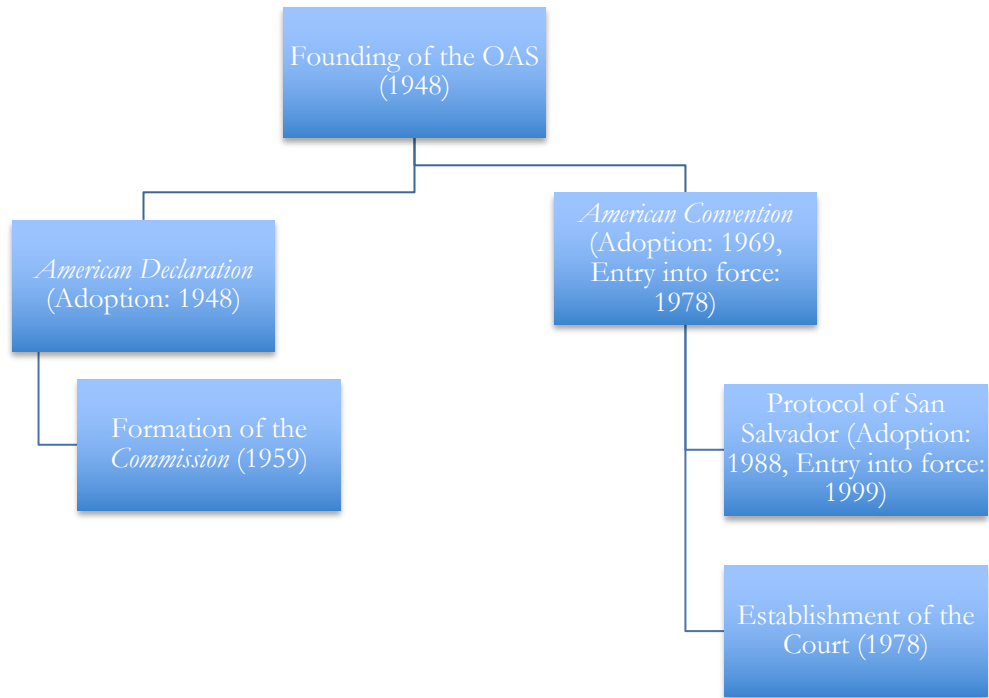 Founding of the OAS
(1948)
American Declaration
(Adoption: 1948)
Formation of the
Commission (1959)
American Convention
(Adoption: 1969,
Entry into force:
1978)
Protocol of San
Salvador (Adoption:
1988, Entry into force:
1999)
Establishment of the
Court (1978)